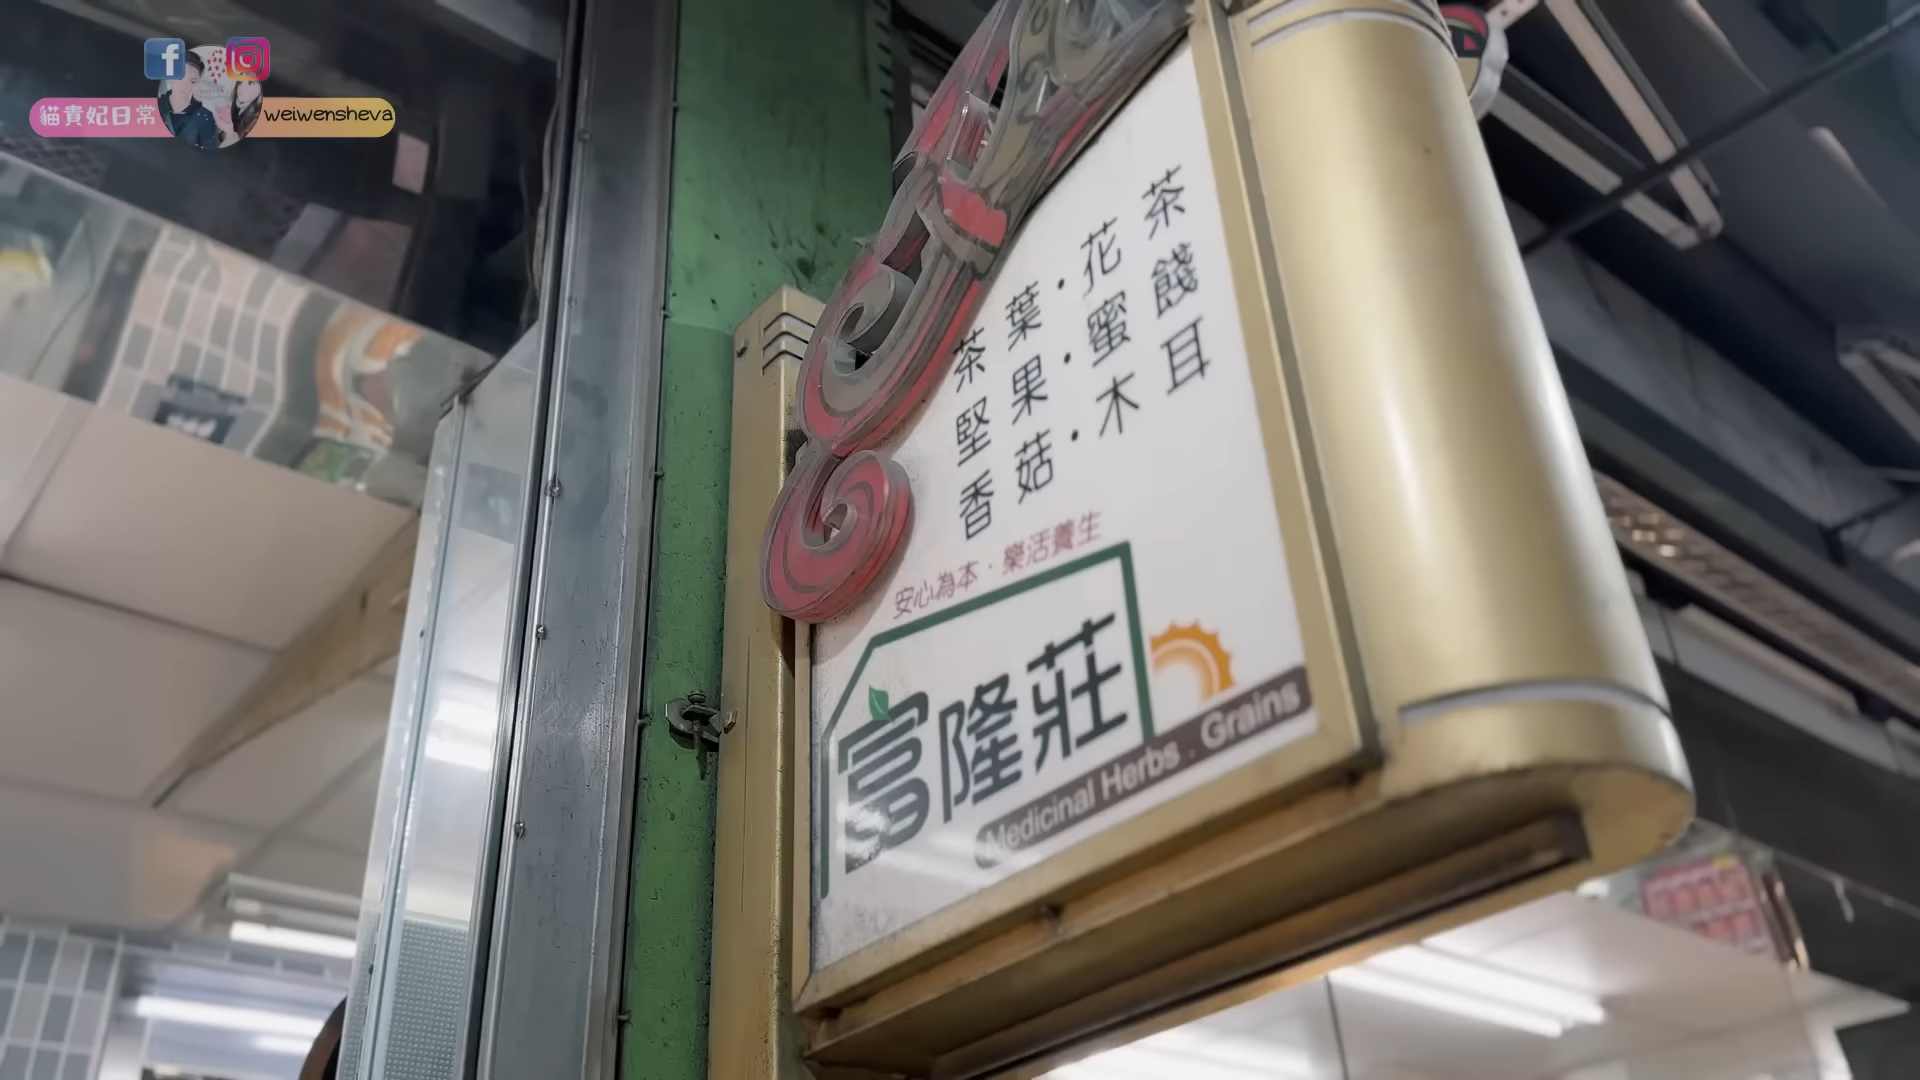 貓貴妃日常
weiwensheva
茶葉·花茶
堅果·蜜餞
香菇·木耳
安心為本·樂活養生
富隆莊
Medicinal Herbs . Grains